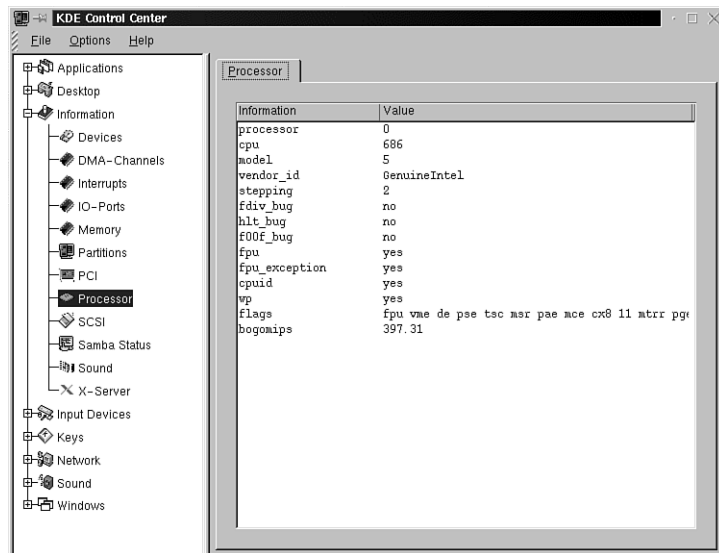 KDE Control Center
File Options Help
Applications
Desktop
Information
Devices
DMA-Channels
Interrupts
IO-Ports
Memory
Partitions
PCI
Processor
SCSI
Samba Status
Sound
X-Server
Input Devices
Keys
Network
Sound
Windows
Processor
Information Value
processor 0
cpu 686
model 5
vendor_id GenuineIntel
stepping 2
fdiv_bug no
hlt_bug no
f00f_bug no
fpu yes
fpu_exception yes
cpuid yes
wp yes
flags fpu vme de pse tsc msr pae mce cx8 11 mtrr pge
bogomips 397.31